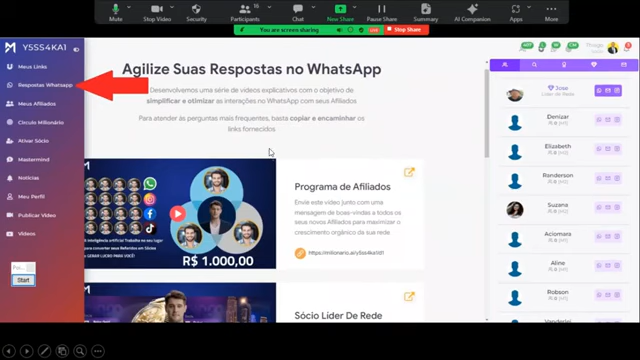 Mute
Stop Video
Security
Participants
Chat
New Share
Pause Share
Summary
AI Companion
Apps
More
You are screen sharing
LIVE
Stop Share
Y5SS4KA1
Meus Links
Respostas Whatsapp
Meus Afiliados
Circulo Milionário
Ativar Sócio
Mastermind
Notícias
Meu Perfil
Publicar Vídeo
Vídeos
Start
Agilize Suas Respostas no WhatsApp
Desenvolvemos uma série de vídeos explicativos com o objetivo de
simplificar e otimizar as interações no WhatsApp com seus Afiliados
Para atender às perguntas mais frequentes, basta copiar e encaminhar os
links fornecidos.
R$ 1.000,00
Programa de Afiliados
Envie este vídeo junto com uma
mensagem de boas-vindas a todos os
seus novos Afiliados para maximizar o
crescimento orgânico da sua rede
Sócio Líder De Rede
Jose
Líder de Rede
Denizar
Elizabeth
Randerson
Suzana
Aciomara
Aline
Robson